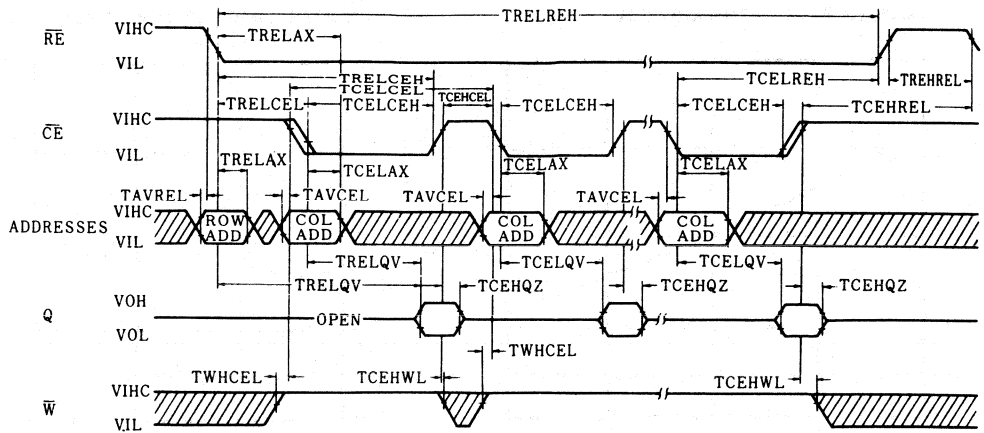 TRELREH
RE VIHC TRELAX
VIL TCELREH TREHREL
TRELCEH
TCELCEL
TRELCEL TCELCEH TCEHCEL TCELCEH TCELCEH TCEHREL
CE VIHC
VIL
TRELAX TCELAX TCELAX TCELAX
TAVREL TAVCEL TAVCEL
ADDRESSES VIHC ROW ADD COL ADD COL ADD COL ADD
VIL
TRELQV TCELQV TCELQV
TRELQV TCEHQZ TCEHQZ TCEHQZ
Q VOH
OPEN
VOL
TWHCEL
TWHCEL TCEHWL TCEHWL
W VIHC
VIL